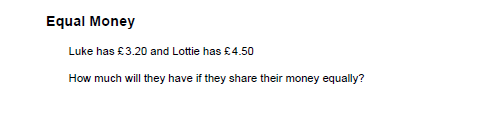 Equal Money
Luke has £3.20 and Lottie has £4.50
How much will they have if they share their money equally?